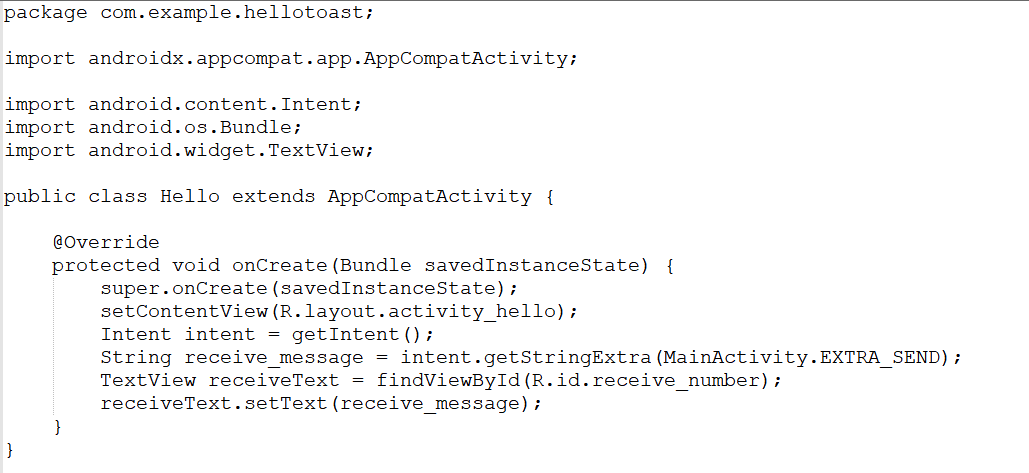 package com.example.hellotoast;
import androidx.appcompat.app.AppCompatActivity;
import android.content.Intent;
import android.os.Bundle;
import android.widget.TextView;
public class Hello extends AppCompatActivity {
@Override
protected void onCreate(Bundle savedInstanceState) {
super.onCreate(savedInstanceState);
setContentView(R.layout.activity_hello);
Intent intent = getIntent();
String receive_message = intent.getStringExtra(MainActivity.EXTRA_SEND);
TextView receiveText = findViewById(R.id.receive_number);
receiveText.setText(receive_message);
}
}